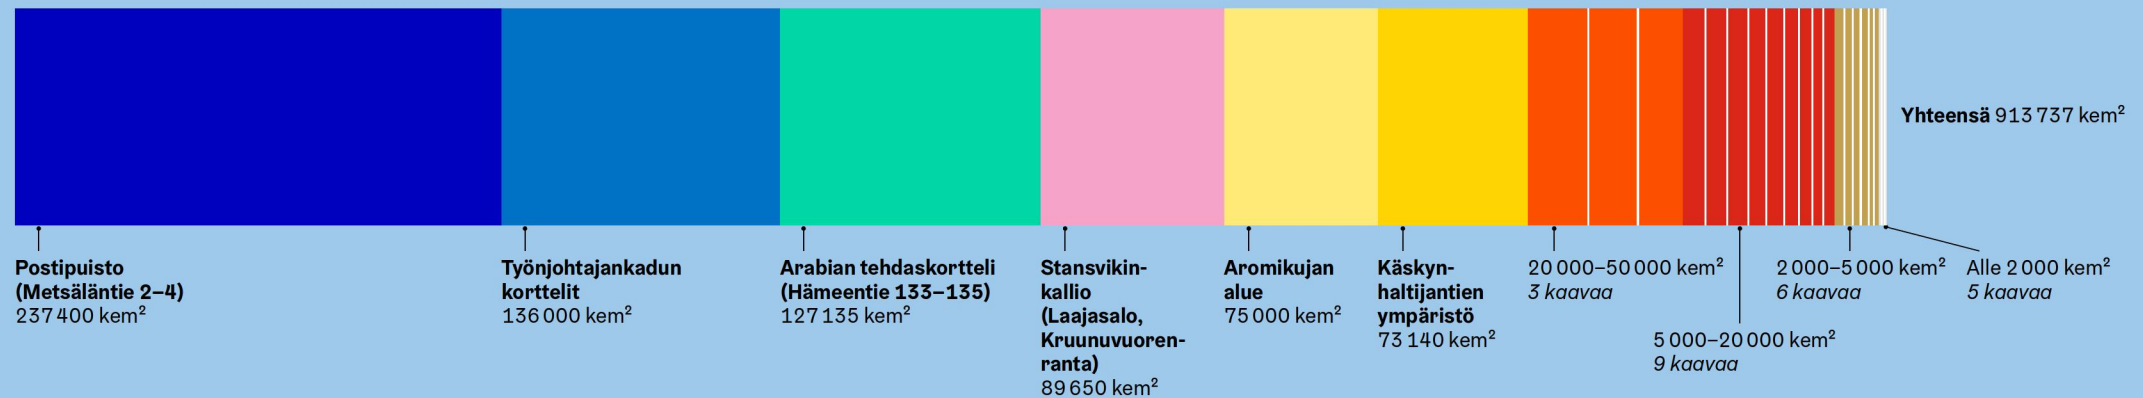 Yhteensä 913 737 kem²
Postipuisto
(Metsäläntie 2–4)
237 400 kem²
Työnjohtajankadun
korttelit
136 000 kem²
Arabian tehdaskortteli
(Hämeentie 133–135)
127 135 kem²
Stansvikin-
kallio
(Laajasalo,
Kruunuvuoren-
ranta)
89 650 kem²
Aromikujan
alue
75 000 kem²
Käskyn-
haltijantien
ympäristö
73 140 kem²
20 000–50 000 kem²
3 kaavaa
5 000–20 000 kem²
9 kaavaa
2 000–5 000 kem²
6 kaavaa
Alle 2 000 kem²
5 kaavaa